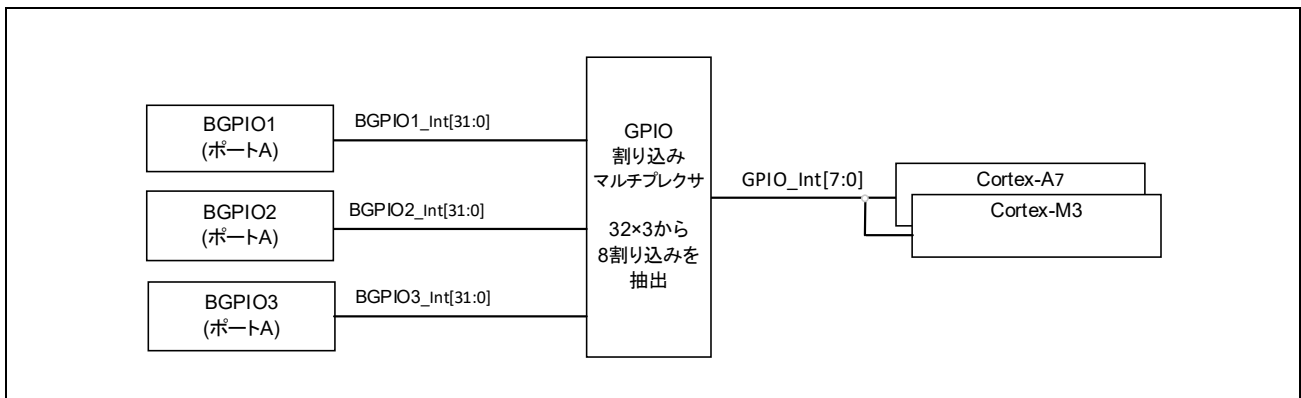 BGPIO1
(ポートA)
BGPIO1_Int[31:0]
BGPIO2
(ポートA)
BGPIO2_Int[31:0]
BGPIO3
(ポートA)
BGPIO3_Int[31:0]
GPIO
割り込み
マルチプレクサ
32×3から
8割り込みを
抽出
GPIO_Int[7:0]
Cortex-A7
Cortex-M3